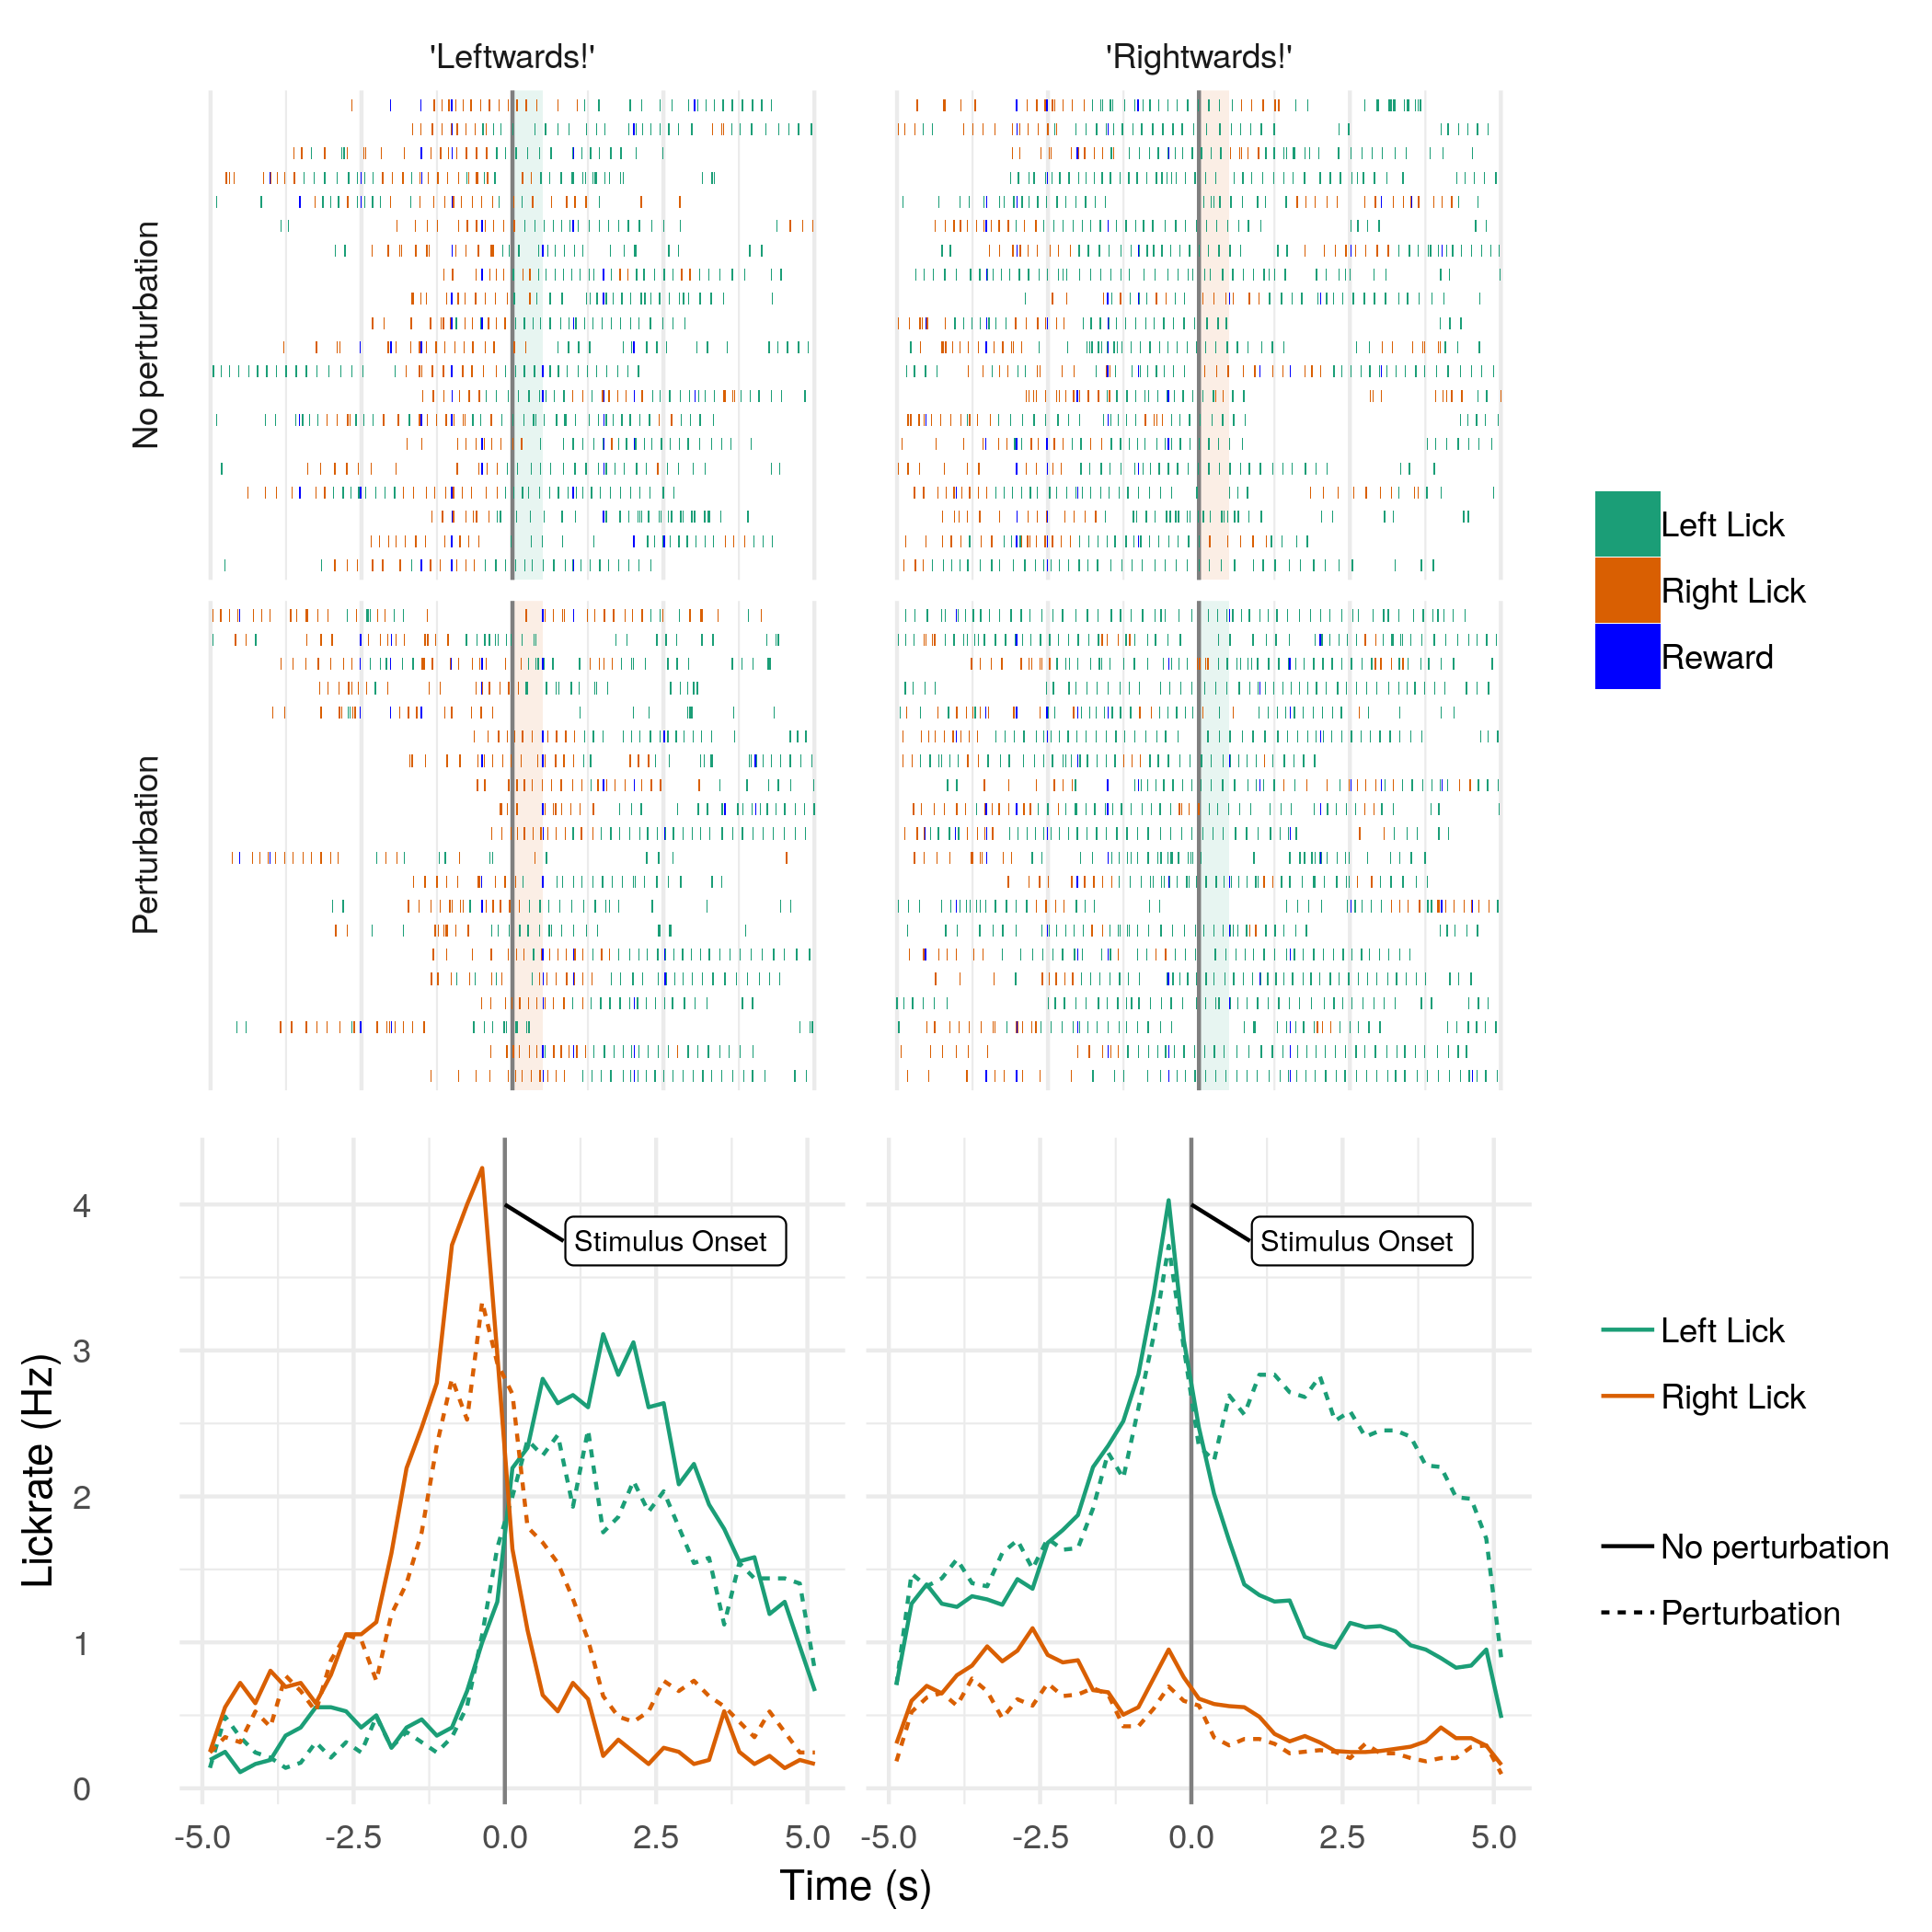 'Leftwards!' 'Rightwards!'
No perturbation
Perturbation
Left Lick
Right Lick
Reward
Lickrate (Hz)
4
3
2
1
0
Stimulus Onset
Stimulus Onset
-5.0 -2.5 0.0 2.5 5.0 -5.0 -2.5 0.0 2.5 5.0
Time (s)
Left Lick
Right Lick
No perturbation
Perturbation